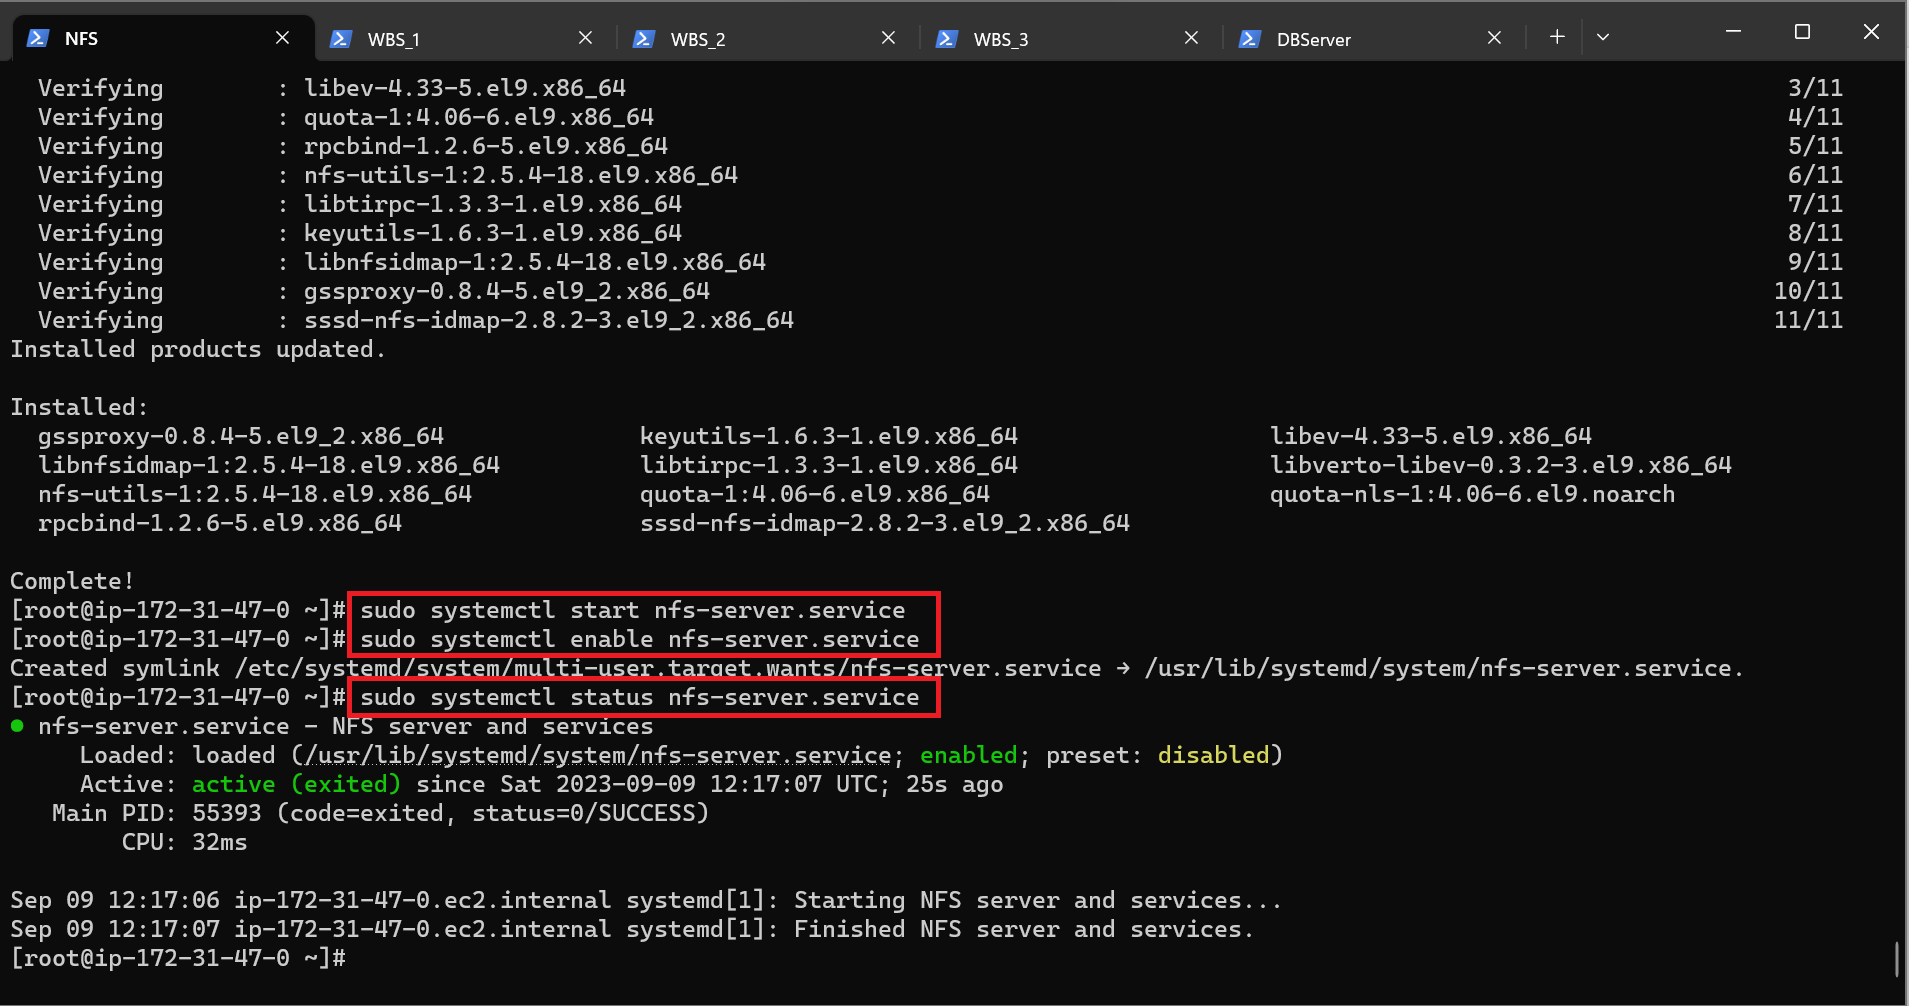 NFS WBS_1 WBS_2 WBS_3 DBServer
Verifying : libev-4.33-5.el9.x86_64 3/11
Verifying : quota-1:4.06-6.el9.x86_64 4/11
Verifying : rpcbind-1.2.6-5.el9.x86_64 5/11
Verifying : nfs-utils-1:2.5.4-18.el9.x86_64 6/11
Verifying : libtirpc-1.3.3-1.el9.x86_64 7/11
Verifying : keyutils-1.6.3-1.el9.x86_64 8/11
Verifying : libnfsidmap-1:2.5.4-18.el9.x86_64 9/11
Verifying : gssproxy-0.8.4-5.el9_2.x86_64 10/11
Verifying : sssd-nfs-idmap-2.8.2-3.el9_2.x86_64 11/11
Installed products updated.
Installed:
gssproxy-0.8.4-5.el9_2.x86_64 keyutils-1.6.3-1.el9.x86_64 libev-4.33-5.el9.x86_64
libnfsidmap-1:2.5.4-18.el9.x86_64 libtirpc-1.3.3-1.el9.x86_64 libverto-libev-0.3.2-3.el9.x86_64
nfs-utils-1:2.5.4-18.el9.x86_64 quota-1:4.06-6.el9.x86_64 quota-nls-1:4.06-6.el9.noarch
rpcbind-1.2.6-5.el9.x86_64 sssd-nfs-idmap-2.8.2-3.el9_2.x86_64
Complete!
[root@ip-172-31-47-0 ~]# sudo systemctl start nfs-server.service
[root@ip-172-31-47-0 ~]# sudo systemctl enable nfs-server.service
Created symlink /etc/systemd/system/multi-user.target.wants/nfs-server.service → /usr/lib/systemd/system/nfs-server.service.
[root@ip-172-31-47-0 ~]# sudo systemctl status nfs-server.service
● nfs-server.service - NFS server and services
Loaded: loaded (/usr/lib/systemd/system/nfs-server.service; enabled; preset: disabled)
Active: active (exited) since Sat 2023-09-09 12:17:07 UTC; 25s ago
Main PID: 55393 (code=exited, status=0/SUCCESS)
CPU: 32ms
Sep 09 12:17:06 ip-172-31-47-0.ec2.internal systemd[1]: Starting NFS server and services...
Sep 09 12:17:07 ip-172-31-47-0.ec2.internal systemd[1]: Finished NFS server and services.
[root@ip-172-31-47-0 ~]#